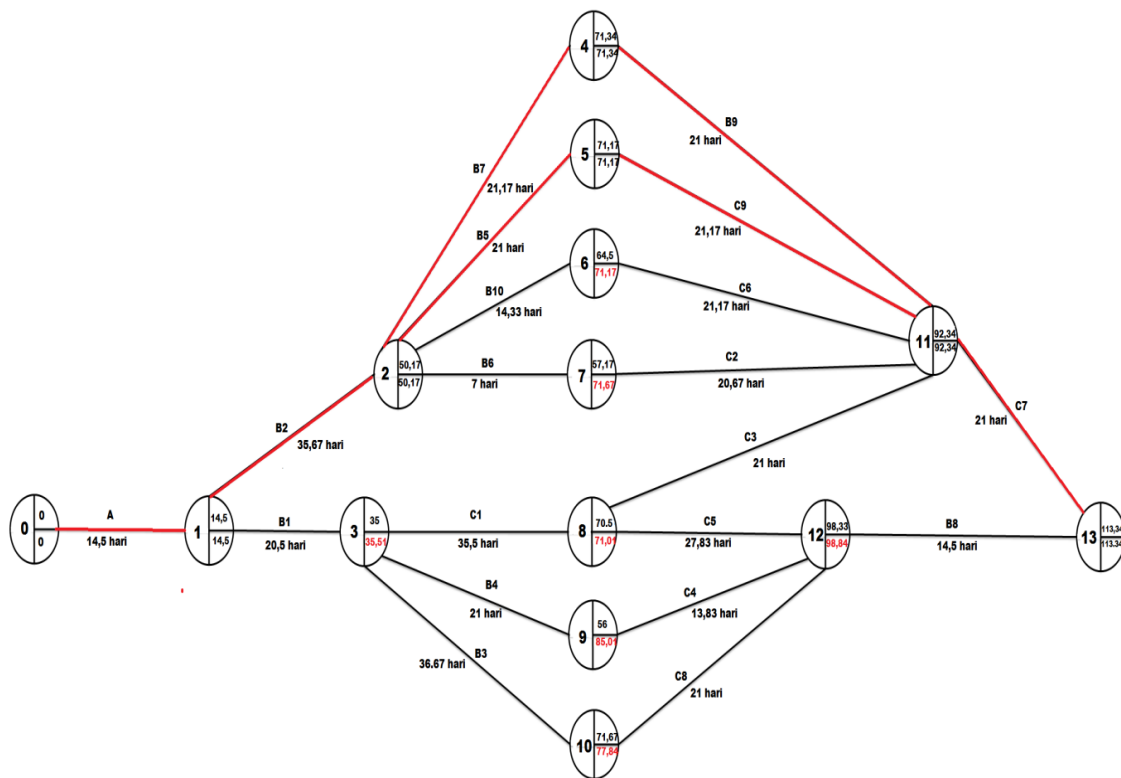 4
71,34
71,34
B9
21 hari
B7
21,17 hari
5
71,17
71,17
C9
21,17 hari
B5
21 hari
6
64,5
71,17
B10
14,33 hari
C6
21,17 hari
2
50,17
50,17
B6
7 hari
7
57,17
71,67
C2
20,67 hari
11
92,34
92,34
B2
35,67 hari
C3
21 hari
C7
21 hari
0
0
0
A
14,5 hari
1
14,5
14,5
B1
20,5 hari
3
35
35,51
C1
35,5 hari
8
70.5
71,01
C5
27,83 hari
12
98,33
98,84
B8
14,5 hari
13
113,34
113.34
B4
21 hari
9
56
85,01
C4
13,83 hari
B3
36.67 hari
10
71,67
77,84
C8
21 hari